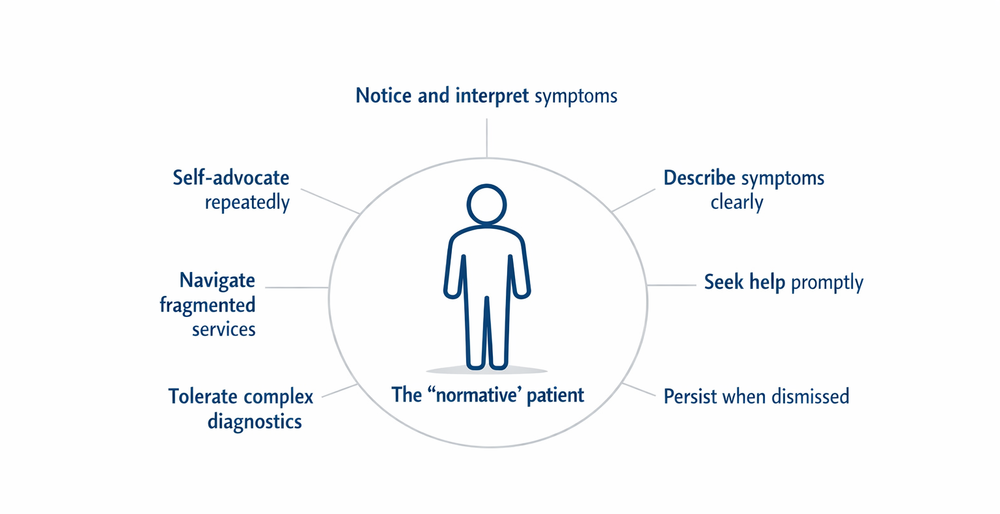 Notice and interpret symptoms
Self-advocate
repeatedly
Describe symptoms
clearly
Navigate
fragmented
services
Seek help promptly
Tolerate complex
diagnostics
The “normative’ patient
Persist when dismissed